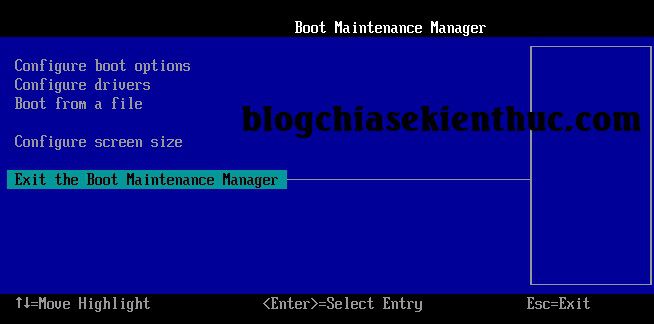 Boot Maintenance Manager
Configure boot options
Configure drivers
Boot from a file
blogchiasekienthuc.com
Configure screen size
Exit the Boot Maintenance Manager
↑↓=Move Highlight <Enter>=Select Entry Esc=Exit